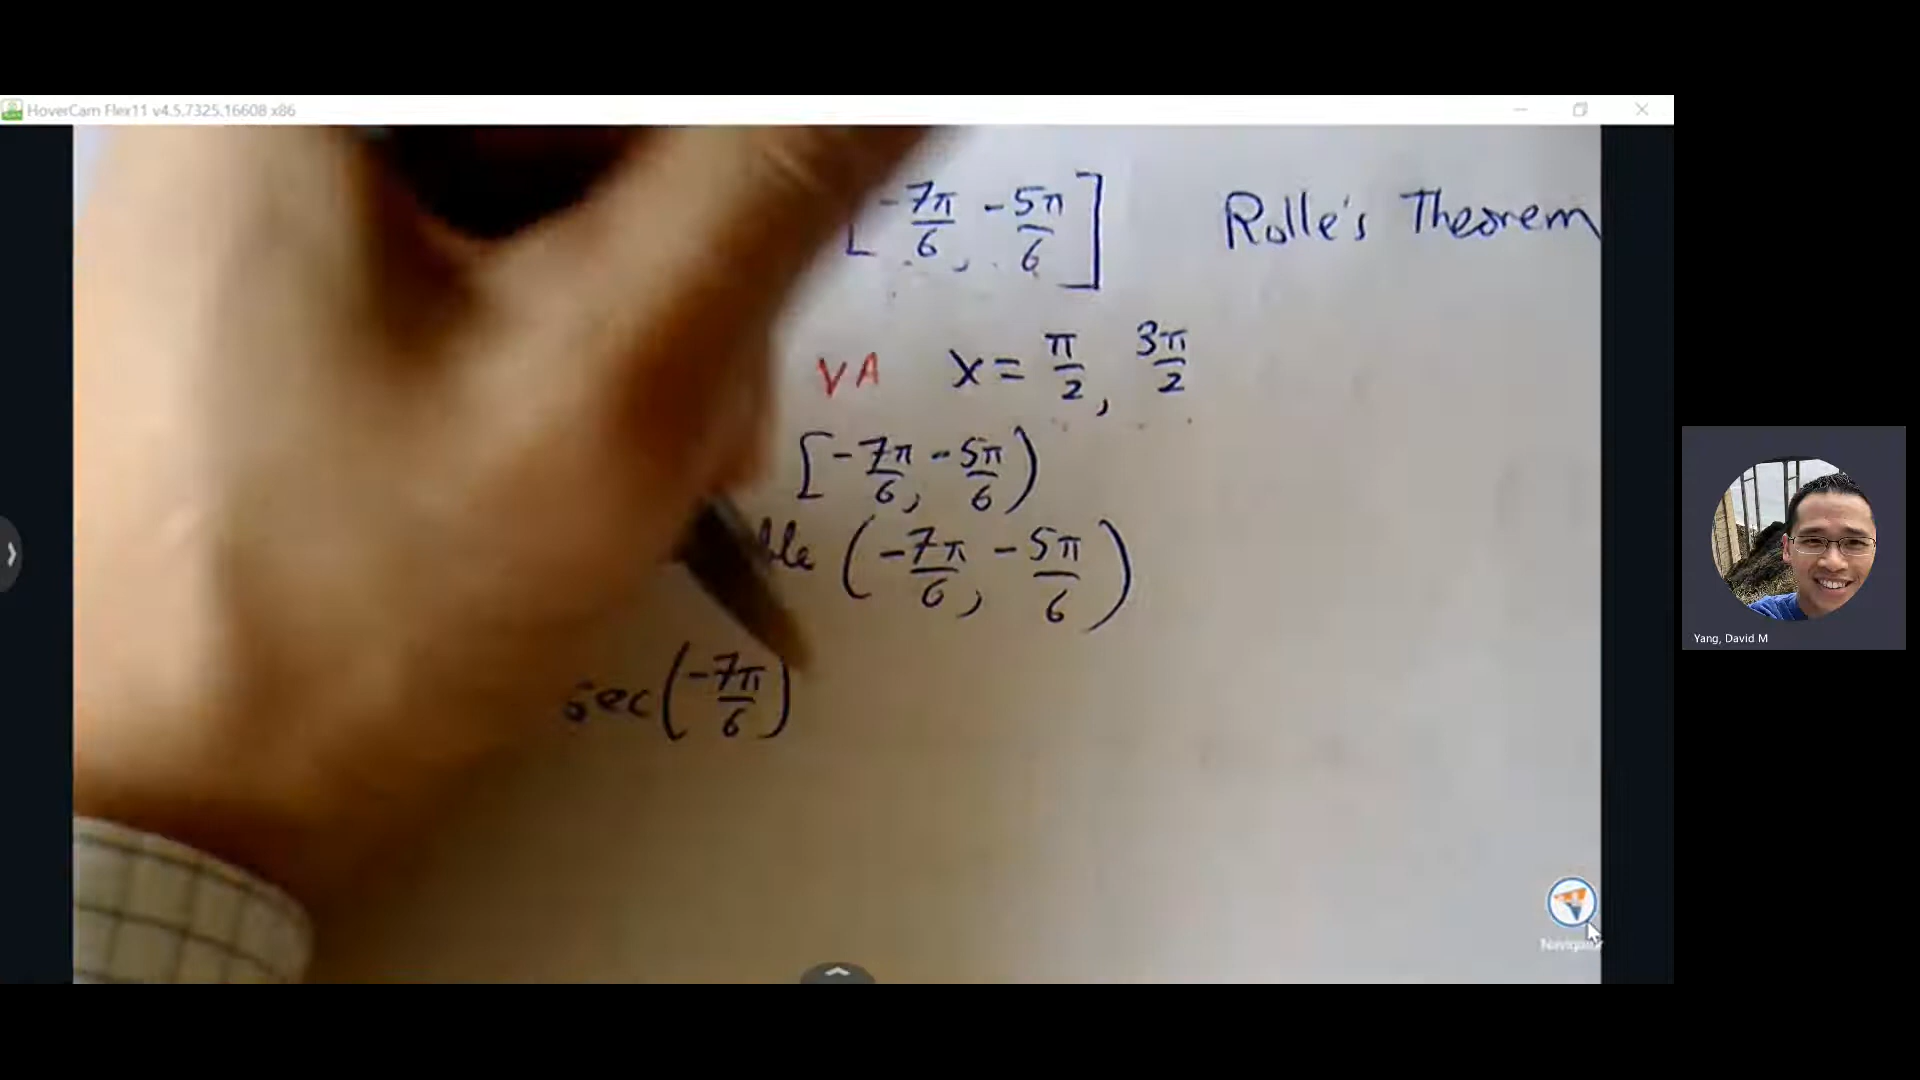 HoverCam Flex11 v4.5.7325.16608 x86
[-7π/6, -5π/6] Rolle's Theorem
VA x = π/2, 3π/2
[-7π/6, -5π/6)
ble (-7π/6, -5π/6)
sec(-7π/6)
Yang, David M